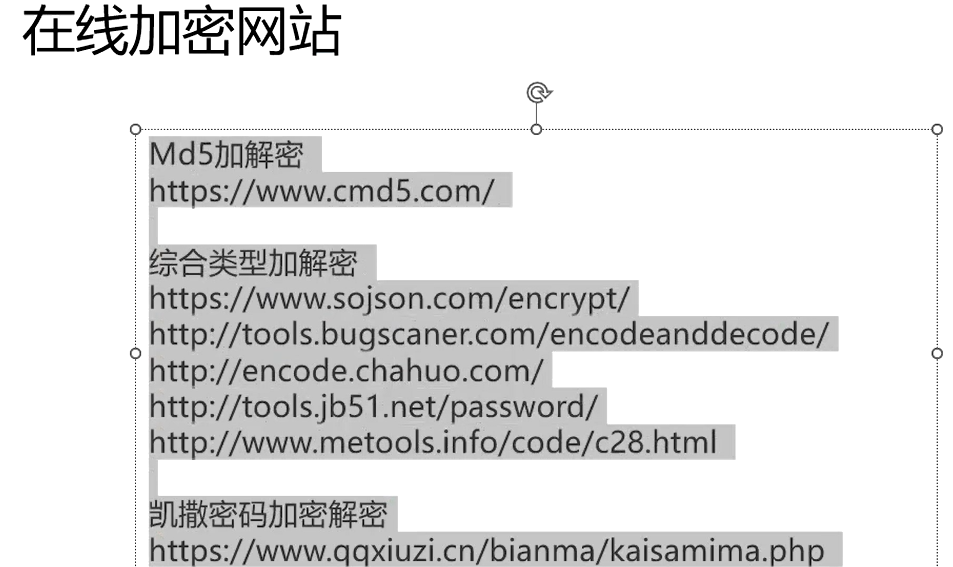 在线加密网站
Md5加解密
https://www.cmd5.com/
综合类型加解密
https://www.sojson.com/encrypt/
http://tools.bugscaner.com/encodeanddecode/
http://encode.chahuo.com/
http://tools.jb51.net/password/
http://www.metools.info/code/c28.html
凯撒密码加密解密
https://www.qqxiuzi.cn/bianma/kaisamima.php